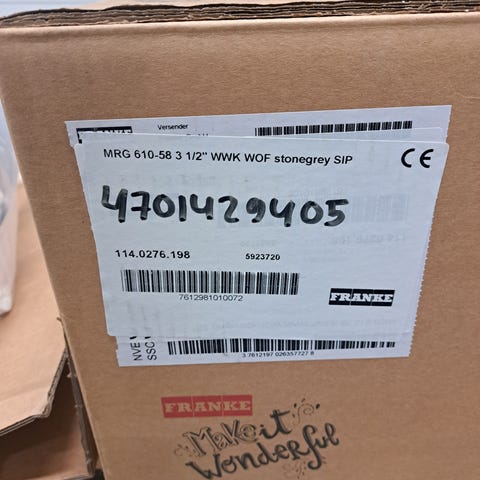 Versender
MRG 610-58 3 1/2" WWK WOF stonegrey SIP
CE
4701429405
114.0276.198
5923720
7612981010072
FRANKE
NVE
SSC
3 7612197 026357727 8
FRANKE
Make it
Wonderful